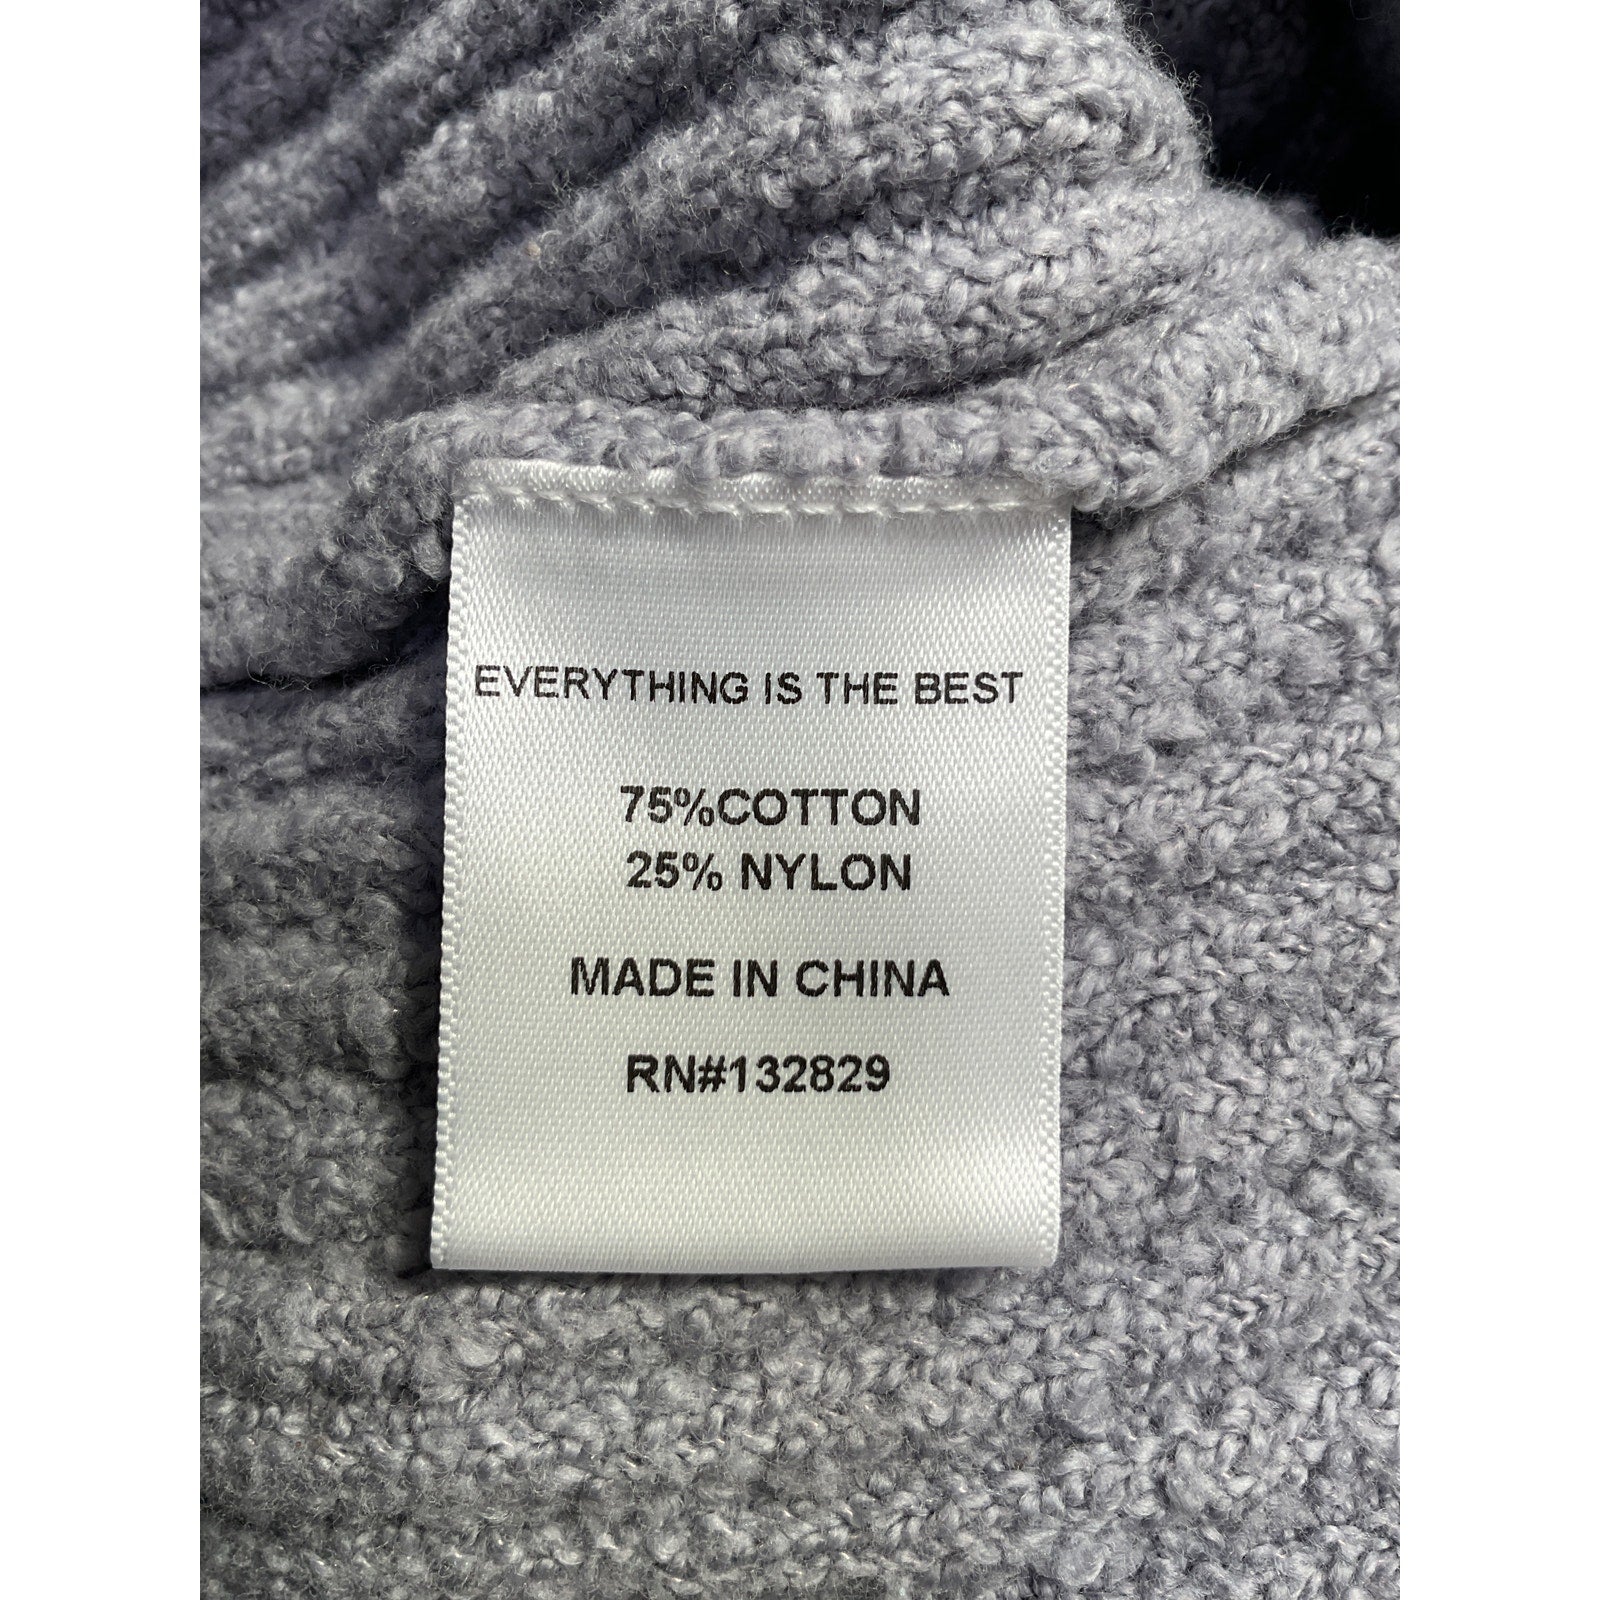 EVERYTHING IS THE BEST
75%COTTON
25% NYLON
MADE IN CHINA
RN#132829